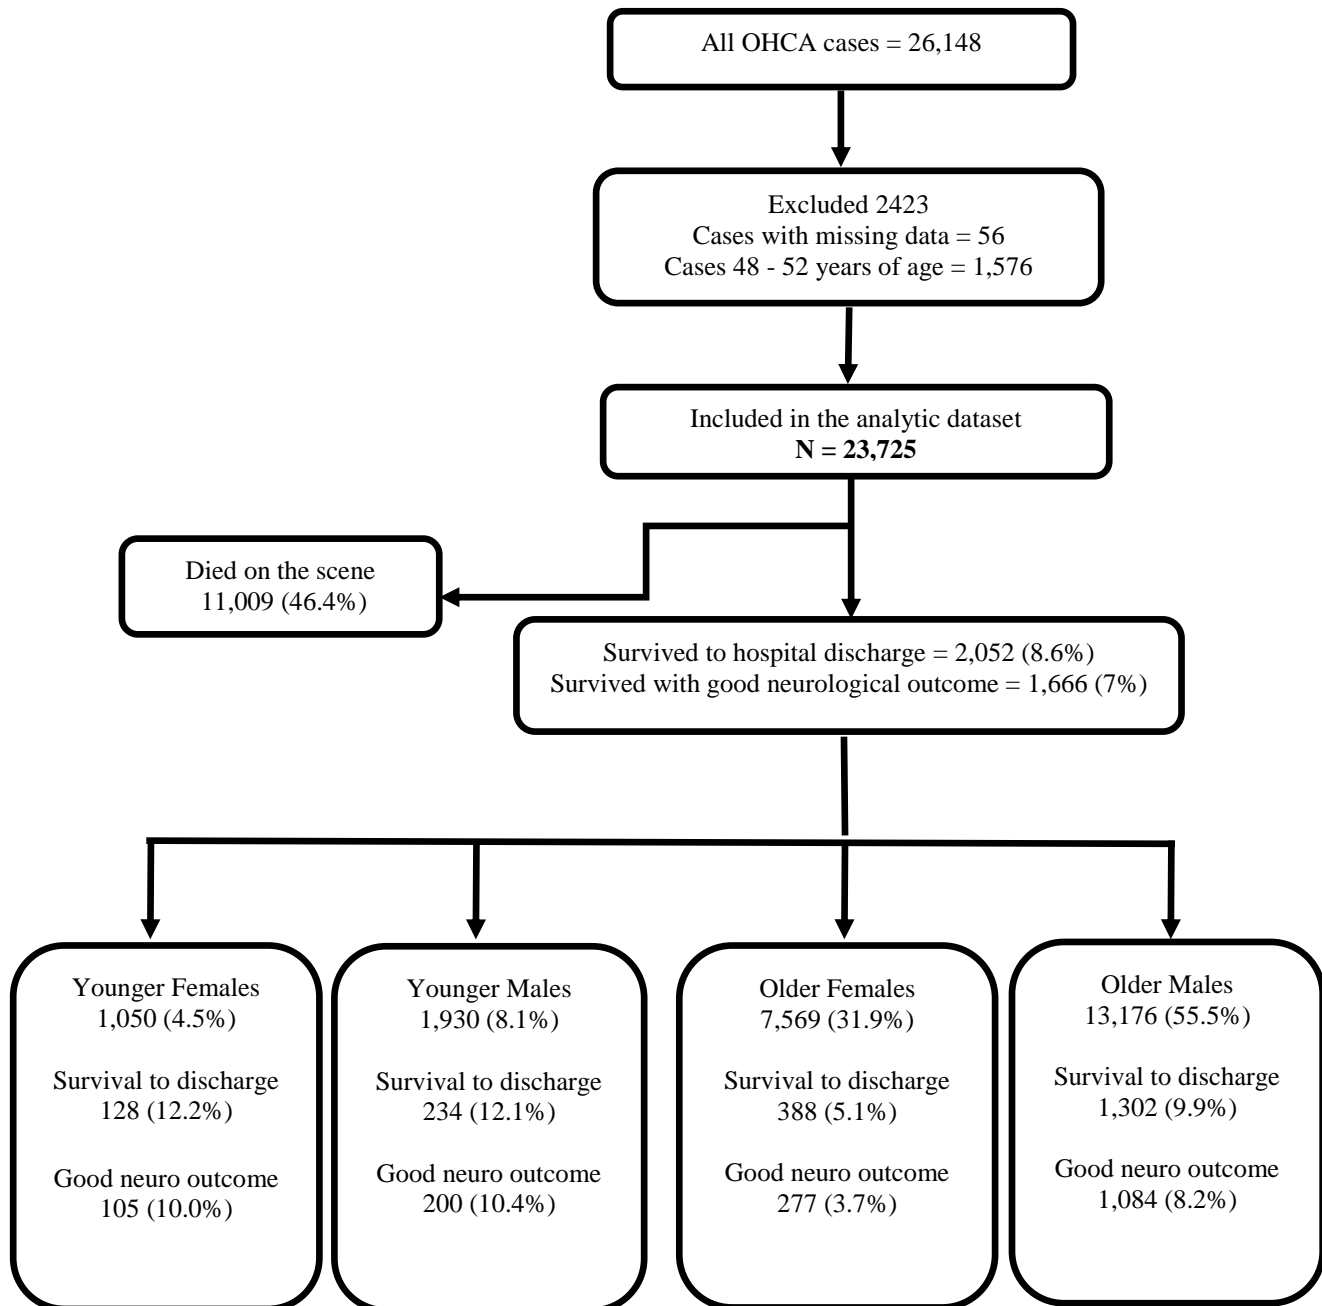 All OHCA cases = 26,148
Excluded 2423
Cases with missing data = 56
Cases 48 - 52 years of age = 1,576
Included in the analytic dataset
N = 23,725
Died on the scene
11,009 (46.4%)
Survived to hospital discharge = 2,052 (8.6%)
Survived with good neurological outcome = 1,666 (7%)
Younger Females
1,050 (4.5%)
Survival to discharge
128 (12.2%)
Good neuro outcome
105 (10.0%)
Younger Males
1,930 (8.1%)
Survival to discharge
234 (12.1%)
Good neuro outcome
200 (10.4%)
Older Females
7,569 (31.9%)
Survival to discharge
388 (5.1%)
Good neuro outcome
277 (3.7%)
Older Males
13,176 (55.5%)
Survival to discharge
1,302 (9.9%)
Good neuro outcome
1,084 (8.2%)